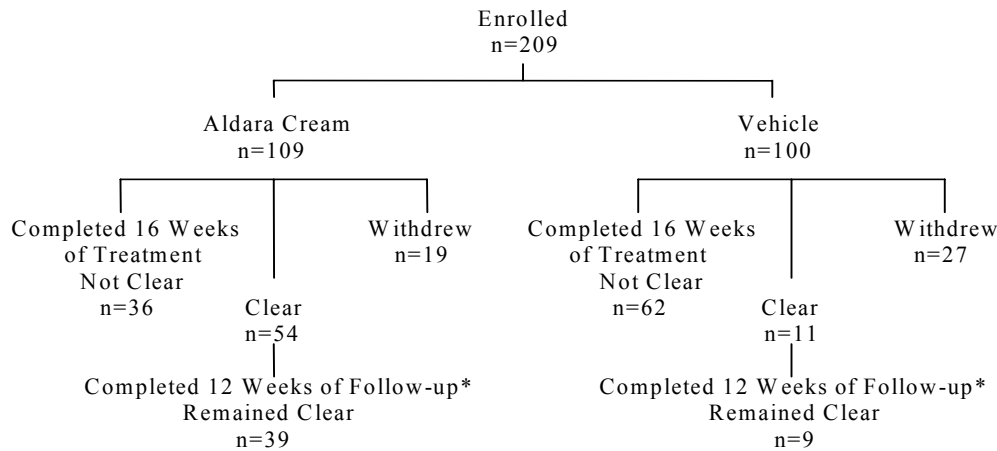 Enrolled
n=209
Aldara Cream
n=109
Vehicle
n=100
Completed 16 Weeks
of Treatment
Not Clear
n=36
Clear
n=54
Withdrew
n=19
Completed 12 Weeks of Follow-up*
Remained Clear
n=39
Completed 16 Weeks
of Treatment
Not Clear
n=62
Clear
n=11
Withdrew
n=27
Completed 12 Weeks of Follow-up*
Remained Clear
n=9